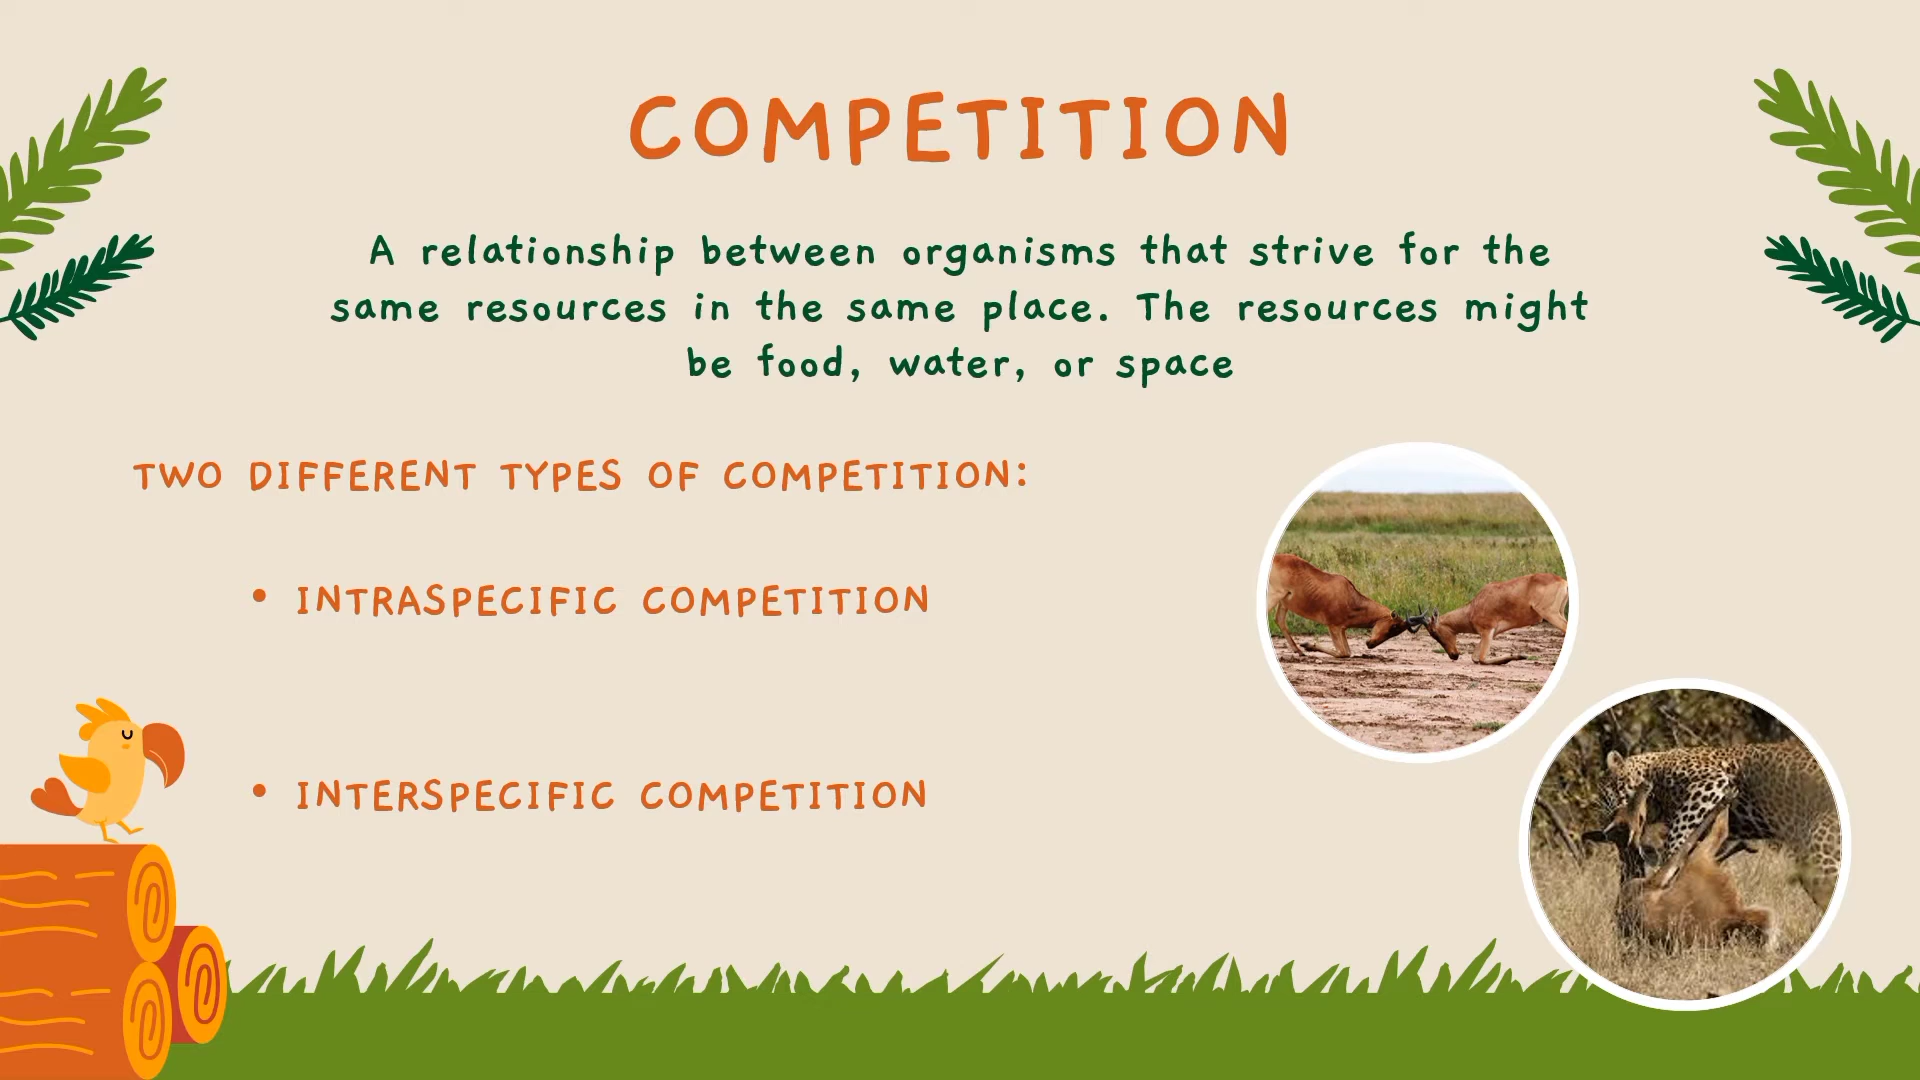 COMPETITION
A relationship between organisms that strive for the
same resources in the same place. The resources might
be food, water, or space
TWO DIFFERENT TYPES OF COMPETITION:
• INTRASPECIFIC COMPETITION
• INTERSPECIFIC COMPETITION